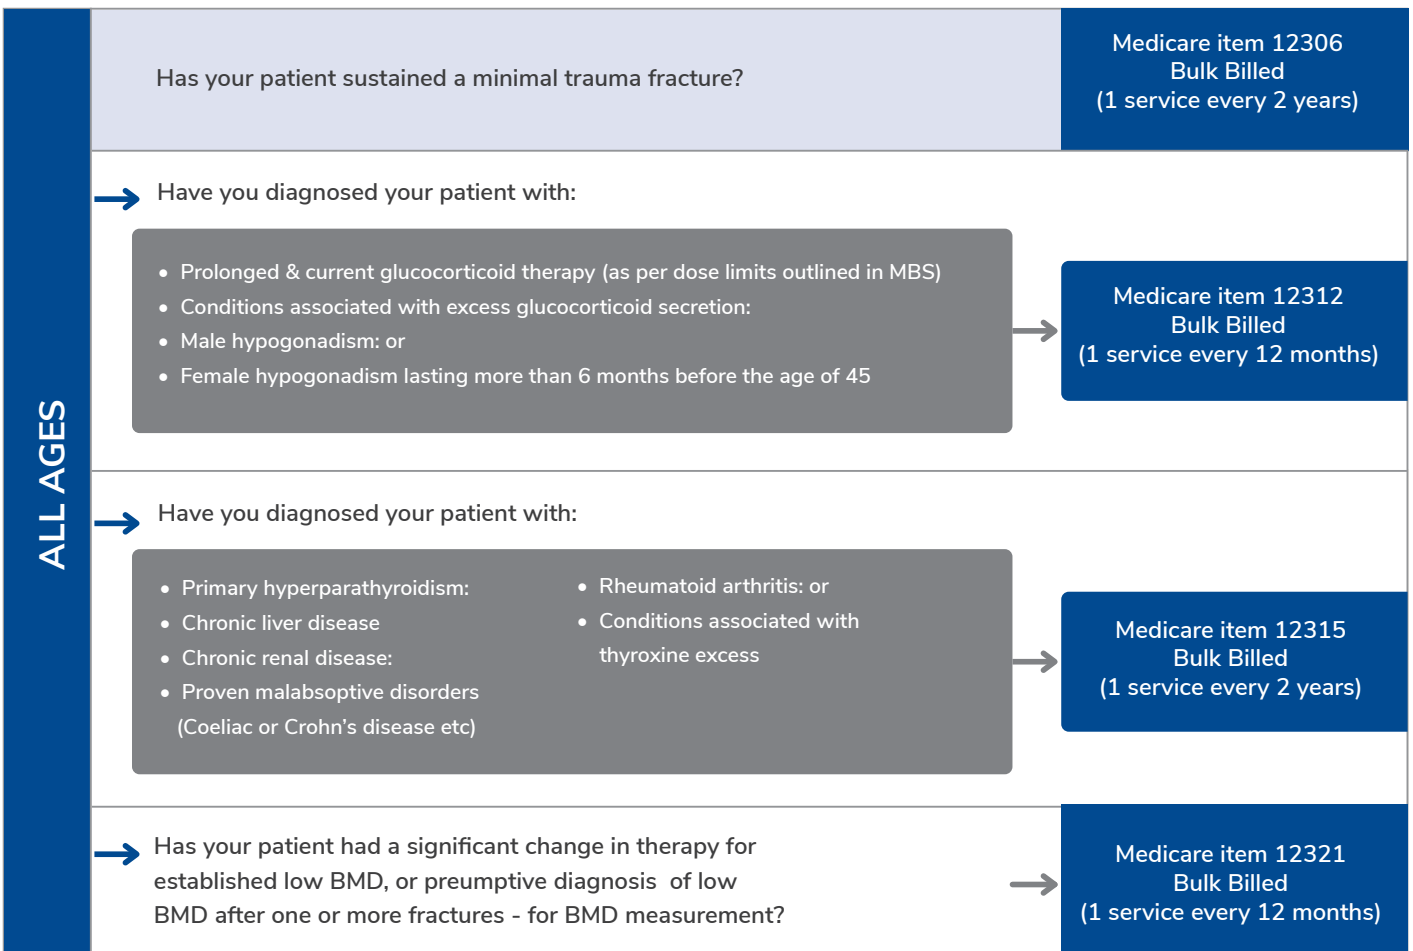 ALL AGES
Has your patient sustained a minimal trauma fracture?
Medicare item 12306
Bulk Billed
(1 service every 2 years)
Have you diagnosed your patient with:
• Prolonged & current glucocorticoid therapy (as per dose limits outlined in MBS)
• Conditions associated with excess glucocorticoid secretion:
• Male hypogonadism: or
• Female hypogonadism lasting more than 6 months before the age of 45
Medicare item 12312
Bulk Billed
(1 service every 12 months)
Have you diagnosed your patient with:
• Primary hyperparathyroidism:
• Chronic liver disease
• Chronic renal disease:
• Proven malabsoptive disorders
(Coeliac or Crohn’s disease etc)
• Rheumatoid arthritis: or
• Conditions associated with
thyroxine excess
Medicare item 12315
Bulk Billed
(1 service every 2 years)
Has your patient had a significant change in therapy for
established low BMD, or preumptive diagnosis of low
BMD after one or more fractures - for BMD measurement?
Medicare item 12321
Bulk Billed
(1 service every 12 months)